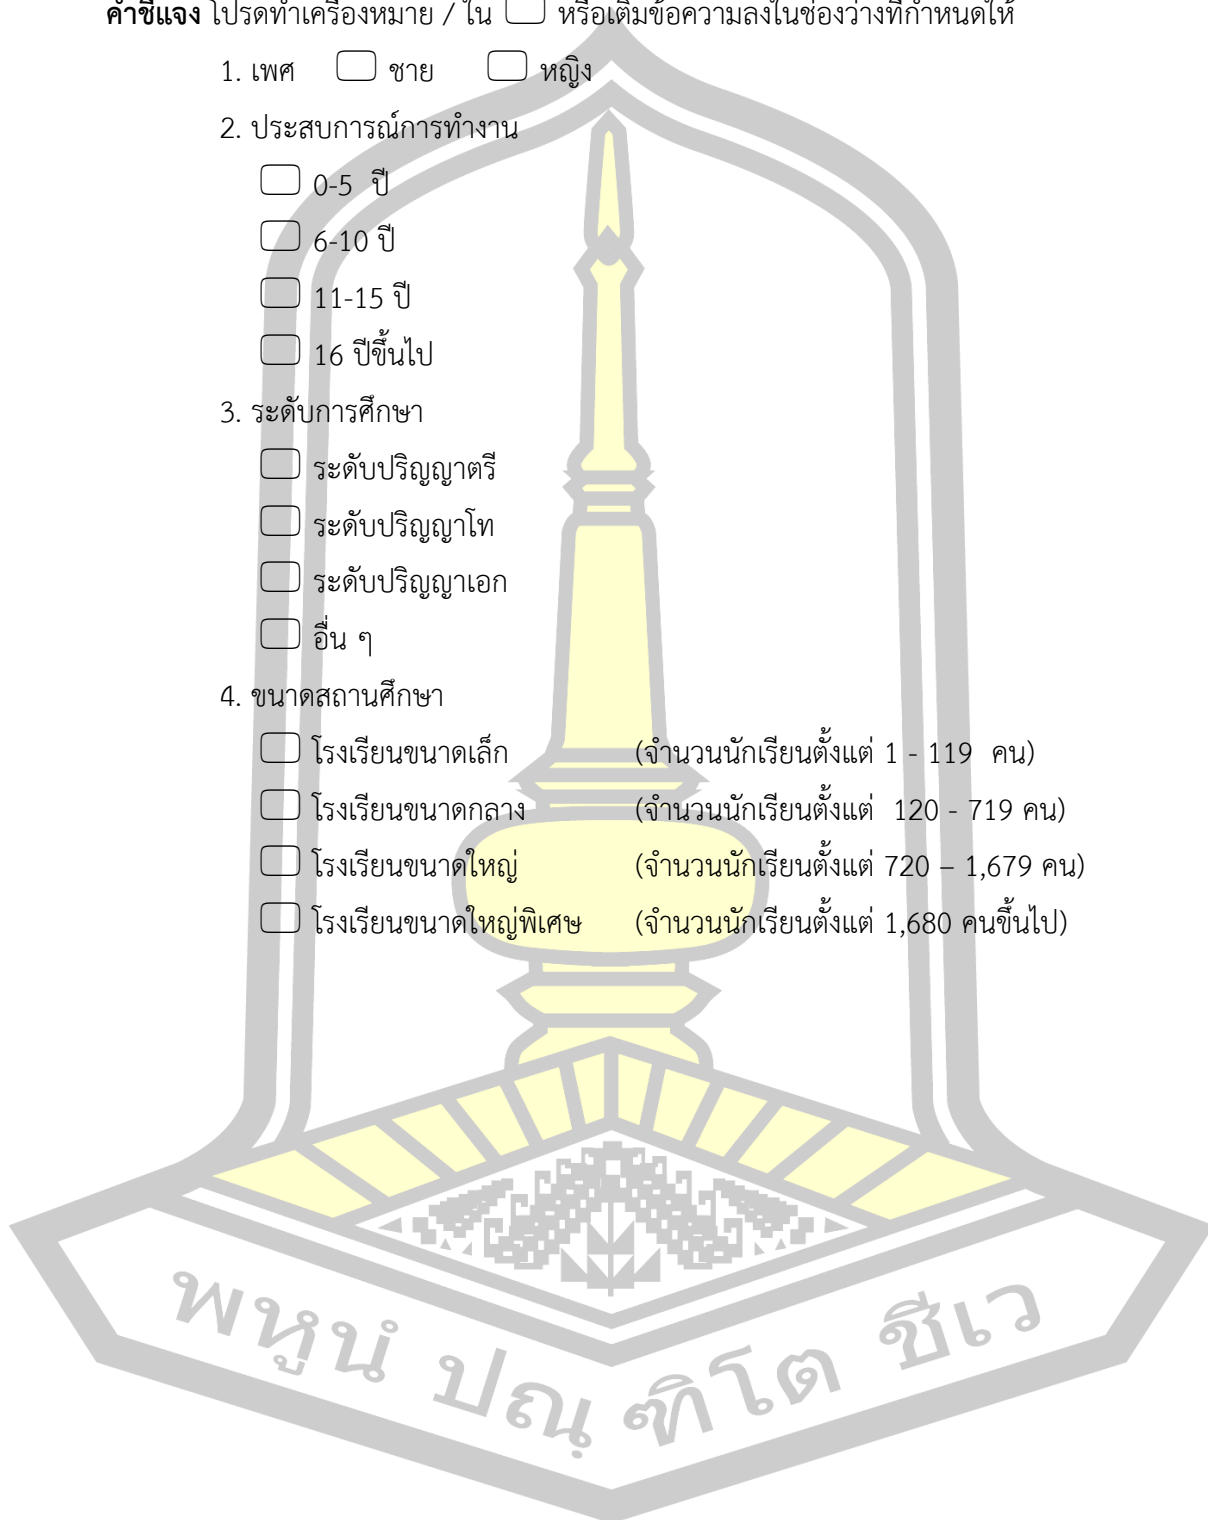 คำชี้แจง โปรดทำเครื่องหมาย / ใน หรือเติมข้อความลงในช่องว่างที่กำหนดให้
1. เพศ ชาย หญิง
2. ประสบการณ์การทำงาน
0-5 ปี
6-10 ปี
11-15 ปี
16 ปีขึ้นไป
3. ระดับการศึกษา
ระดับปริญญาตรี
ระดับปริญญาโท
ระดับปริญญาเอก
อื่น ๆ
4. ขนาดสถานศึกษา
โรงเรียนขนาดเล็ก (จำนวนนักเรียนตั้งแต่ 1 - 119 คน)
โรงเรียนขนาดกลาง (จำนวนนักเรียนตั้งแต่ 120 - 719 คน)
โรงเรียนขนาดใหญ่ (จำนวนนักเรียนตั้งแต่ 720 – 1,679 คน)
โรงเรียนขนาดใหญ่พิเศษ (จำนวนนักเรียนตั้งแต่ 1,680 คนขึ้นไป)
พหูนํ ปณฺ ฑิโต ชีเว